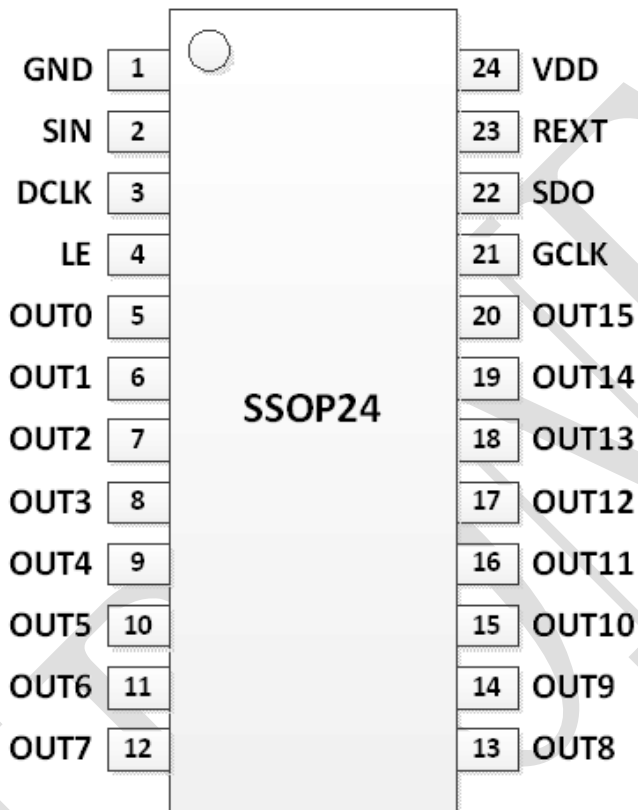 GND 1 24 VDD
SIN 2 23 REXT
DCLK 3 22 SDO
LE 4 21 GCLK
OUT0 5 20 OUT15
OUT1 6 19 OUT14
SSOP24
OUT2 7 18 OUT13
OUT3 8 17 OUT12
OUT4 9 16 OUT11
OUT5 10 15 OUT10
OUT6 11 14 OUT9
OUT7 12 13 OUT8